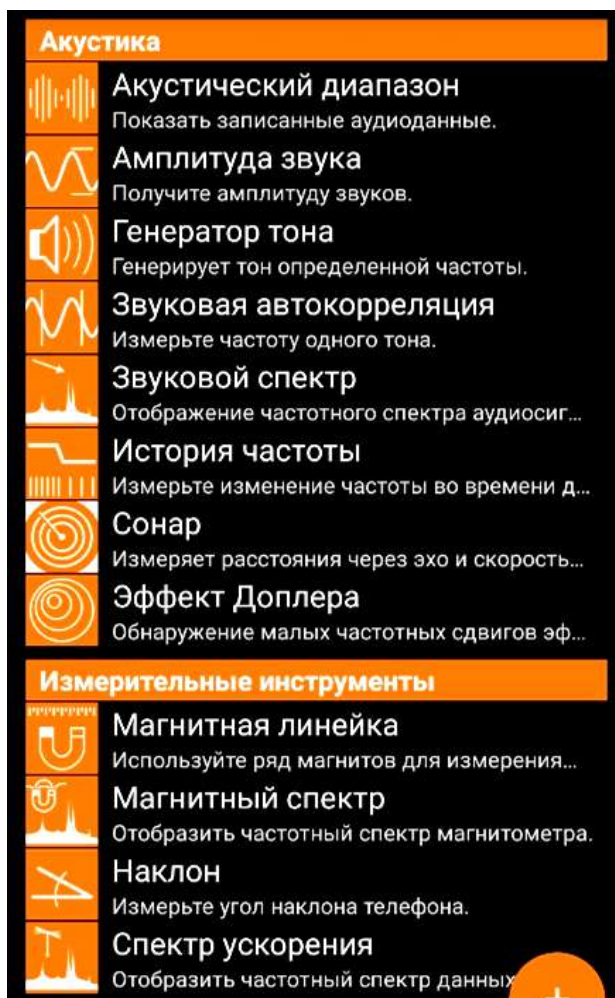 Акустика
Акустический диапазон
Показать записанные аудиоданные.
Амплитуда звука
Получите амплитуду звуков.
Генератор тона
Генерирует тон определенной частоты.
Звуковая автокорреляция
Измерьте частоту одного тона.
Звуковой спектр
Отображение частотного спектра аудиосиг...
История частоты
Измерьте изменение частоты во времени д...
Сонар
Измеряет расстояния через эхо и скорость...
Эффект Доплера
Обнаружение малых частотных сдвигов эф...
Измерительные инструменты
Магнитная линейка
Используйте ряд магнитов для измерения...
Магнитный спектр
Отобразить частотный спектр магнитометра.
Наклон
Измерьте угол наклона телефона.
Спектр ускорения
Отобразить частотный спектр данных